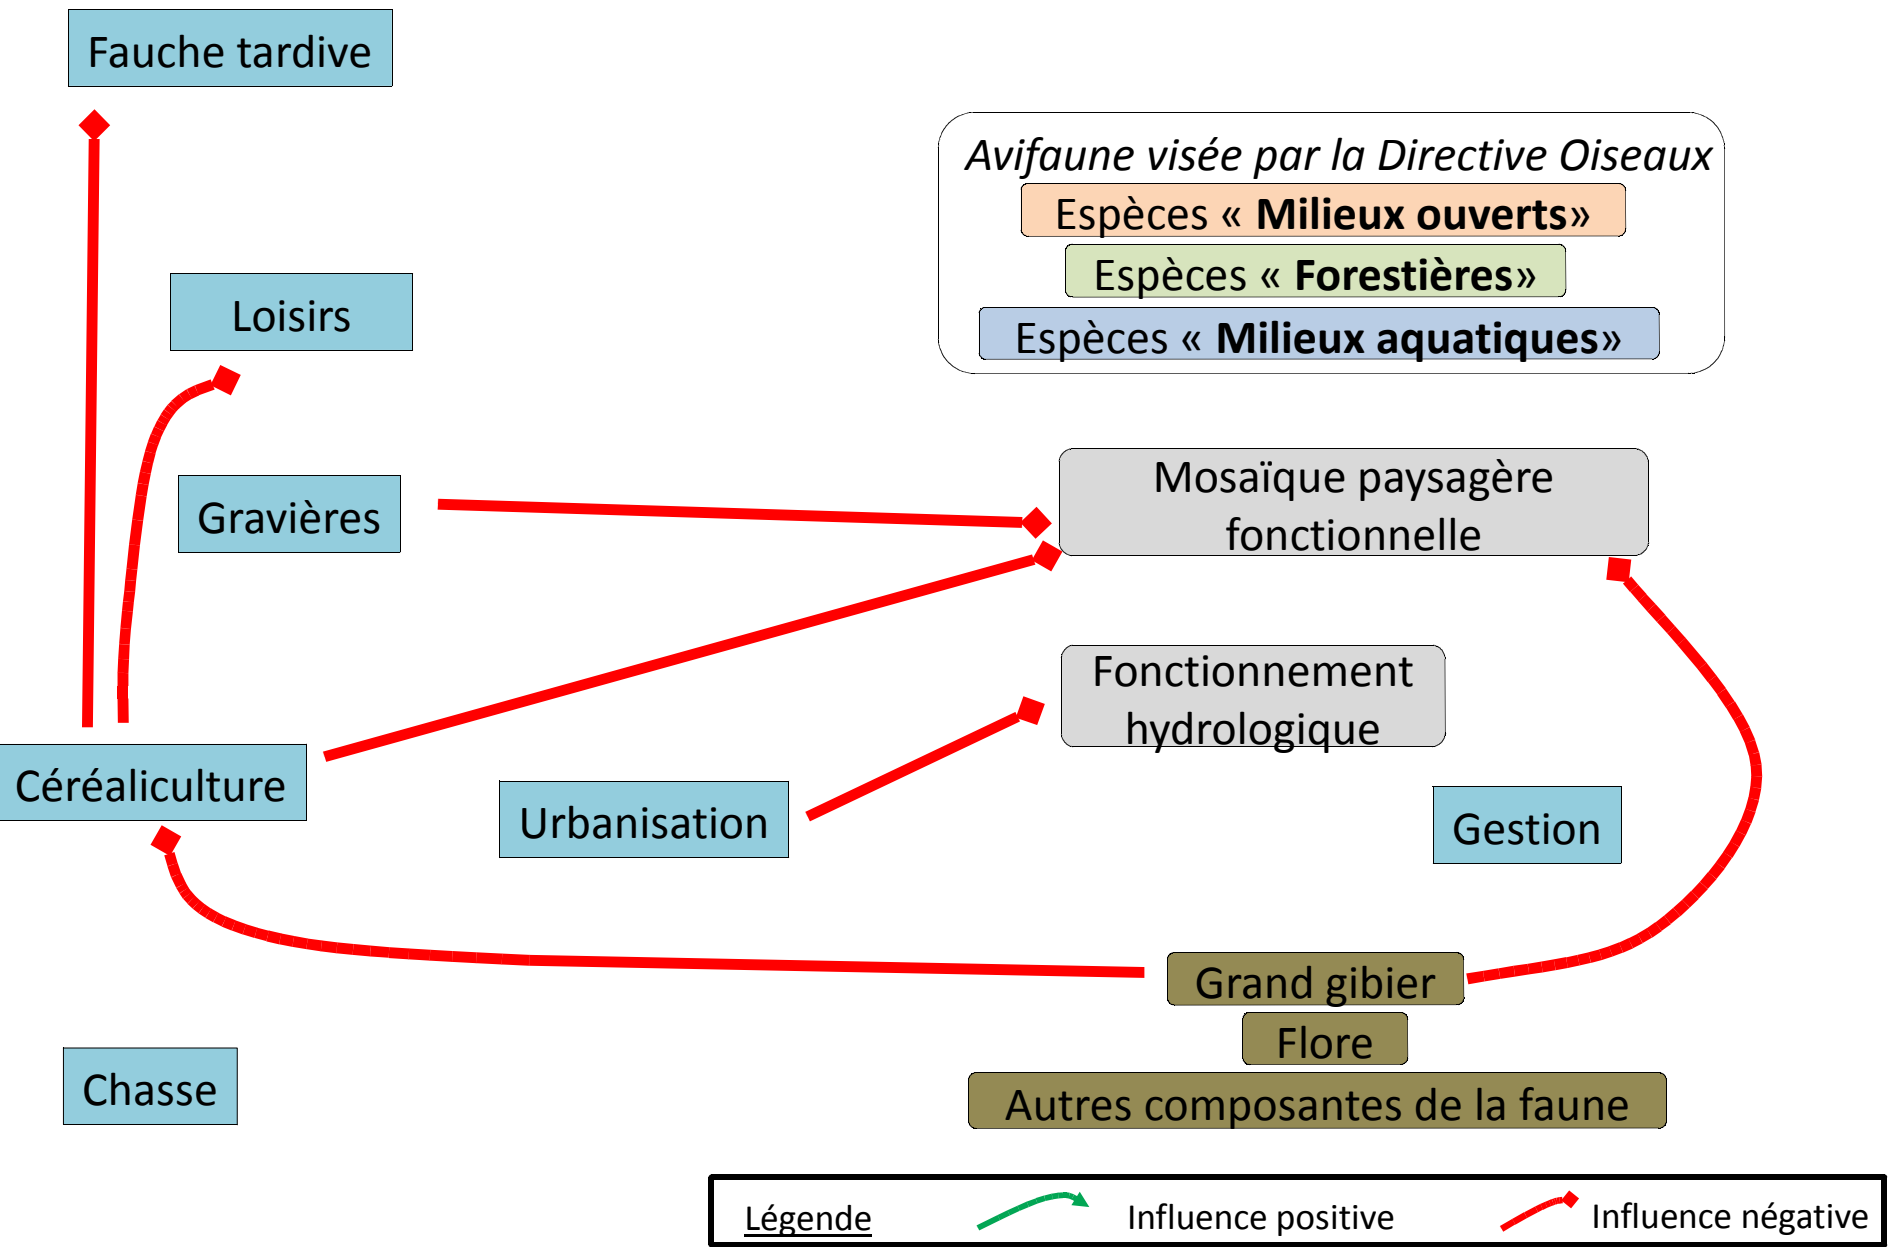 Fauche tardive
Avifaune visée par la Directive Oiseaux
Espèces « Milieux ouverts»
Espèces « Forestières»
Espèces « Milieux aquatiques»
Loisirs
Gravières
Mosaïque paysagère
fonctionnelle
Fonctionnement
hydrologique
Céréaliculture
Urbanisation
Gestion
Grand gibier
Flore
Autres composantes de la faune
Chasse
Légende
Influence positive
Influence négative